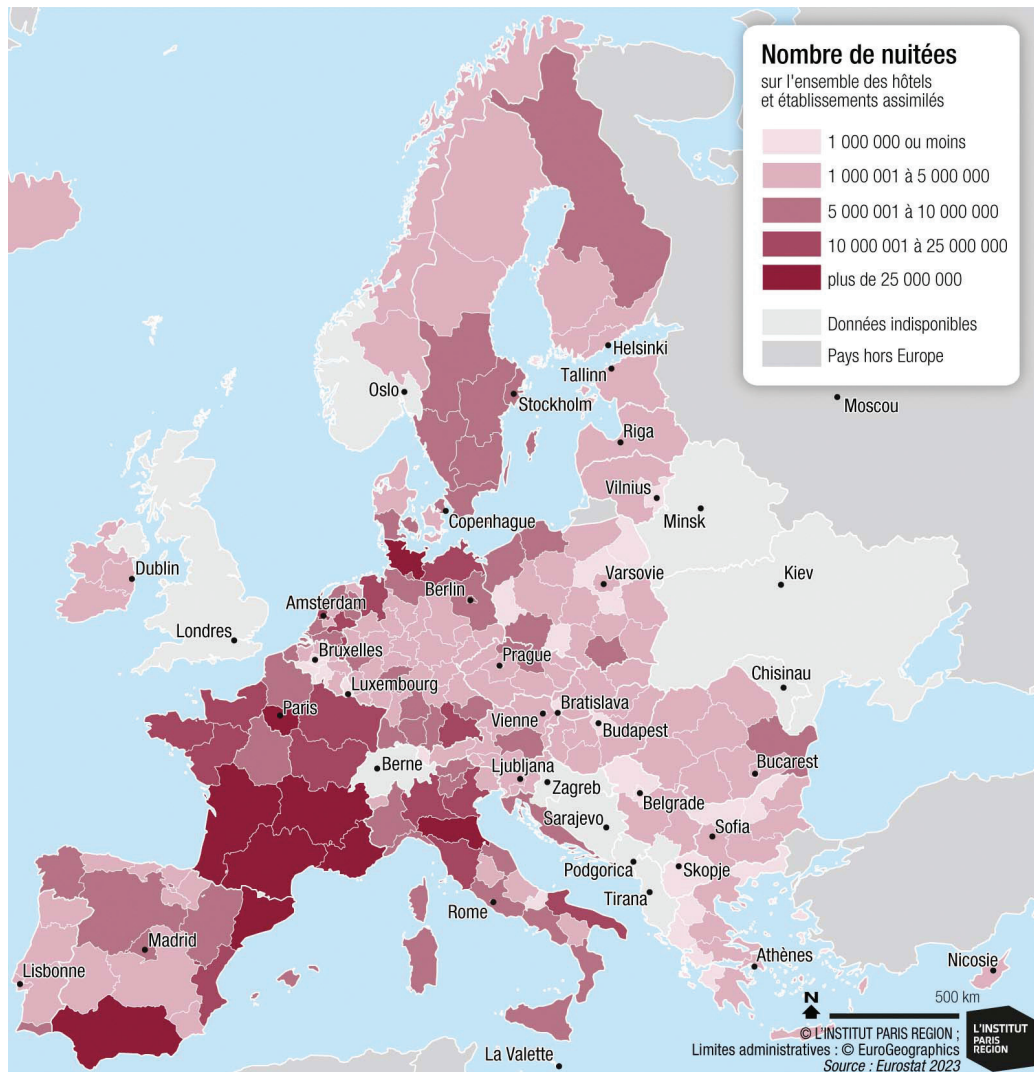 Nombre de nuitées
sur l'ensemble des hôtels
et établissements assimilés
1 000 000 ou moins
1 000 001 à 5 000 000
5 000 001 à 10 000 000
10 000 001 à 25 000 000
plus de 25 000 000
Données indisponibles
Pays hors Europe
Helsinki
Tallinn
Oslo
Stockholm
Moscou
Riga
Vilnius
Minsk
Copenhague
Dublin
Varsovie
Kiev
Berlin
Amsterdam
Londres
Bruxelles
Prague
Chisinau
Luxembourg
Paris
Bratislava
Vienne
Budapest
Berne
Ljubljana
Bucarest
Zagreb
Belgrade
Sarajevo
Sofia
Podgorica
Skopje
Tirana
Rome
Madrid
Athènes
Nicosie
Lisbonne
La Valette
N
500 km
© L'INSTITUT PARIS REGION ;
Limites administratives : © EuroGeographics
Source : Eurostat 2023
L'INSTITUT
PARIS
REGION